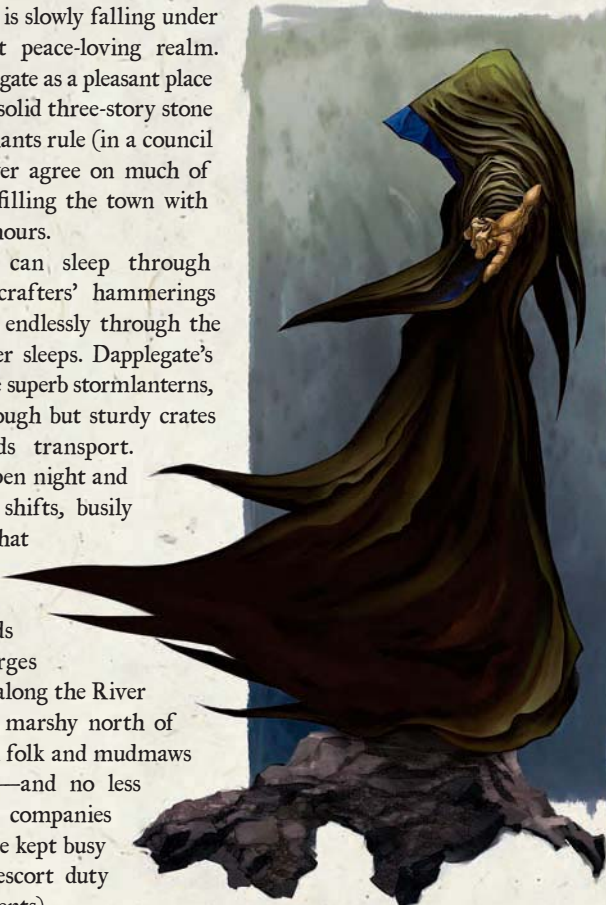 is slowly falling under
t peace-loving realm.
gate as a pleasant place
solid three-story stone
ants rule (in a council
er agree on much of
filling the town with
hours.
can sleep through
crafters' hammerings
endlessly through the
er sleeps. Dapplegate's
e superb stormlanterns,
ough but sturdy crates
ds transport.
pen night and
shifts, busily
hat
ds
rges
along the River
marshy north of
folk and mudmaws
—and no less
companies
e kept busy
escort duty
ents)